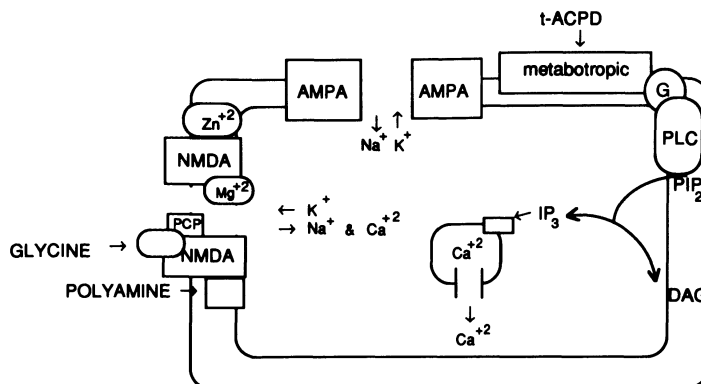 t-ACPD
↓
AMPA
AMPA
metabotropic
G
Zn+2
↓ ↑
Na+ K+
PLC
NMDA
Mg+2
PIP2
← K+
→ Na+ & Ca+2
PCP
GLYCINE →
NMDA
Ca+2
← IP3
POLYAMINE →
DAG
↓
Ca+2